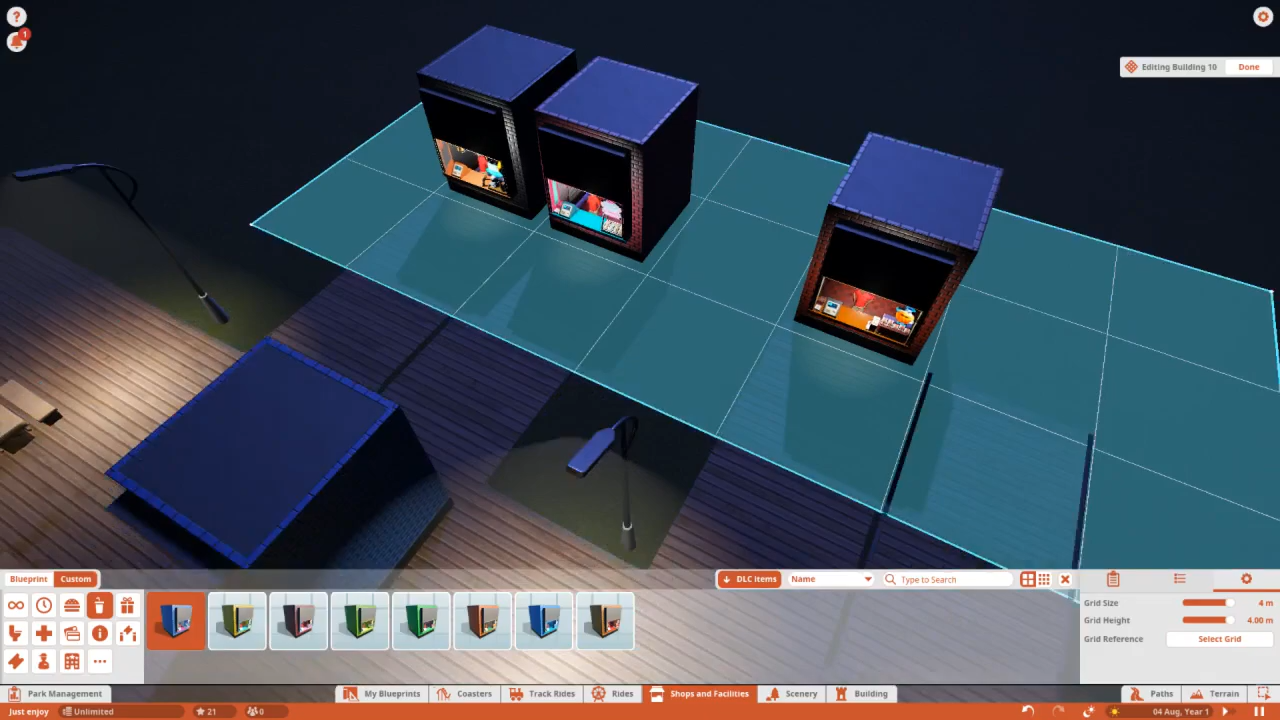 ?
1
Editing Building 10 Done
Blueprint Custom
DLC Items Name Type to Search
Grid Size 4 m
Grid Height 4.00 m
Grid Reference Select Grid
Park Management My Blueprints Coasters Track Rides Rides Shops and Facilities Scenery Building Paths Terrain
Just enjoy Unlimited 21 0 04 Aug, Year 1